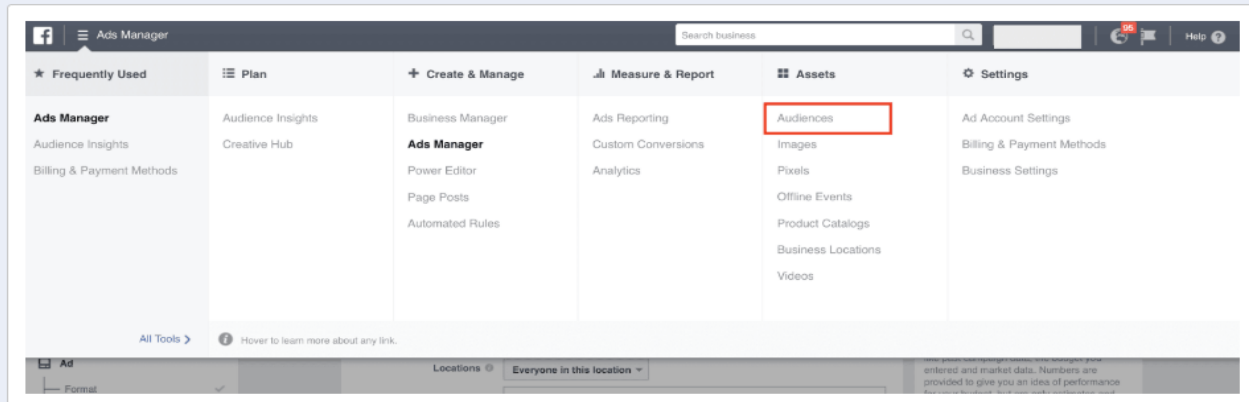 f Ads Manager Search business 95 Help ?
Frequently Used
Ads Manager
Audience Insights
Billing & Payment Methods
All Tools
Plan
Audience Insights
Creative Hub
Create & Manage
Business Manager
Ads Manager
Power Editor
Page Posts
Automated Rules
Measure & Report
Ads Reporting
Custom Conversions
Analytics
Assets
Audiences
Images
Pixels
Offline Events
Product Catalogs
Business Locations
Videos
Settings
Ad Account Settings
Billing & Payment Methods
Business Settings
Hover to learn more about any link.
Ad
Format
Locations
Everyone in this location
entered and market data. Numbers are
provided to give you an idea of performance